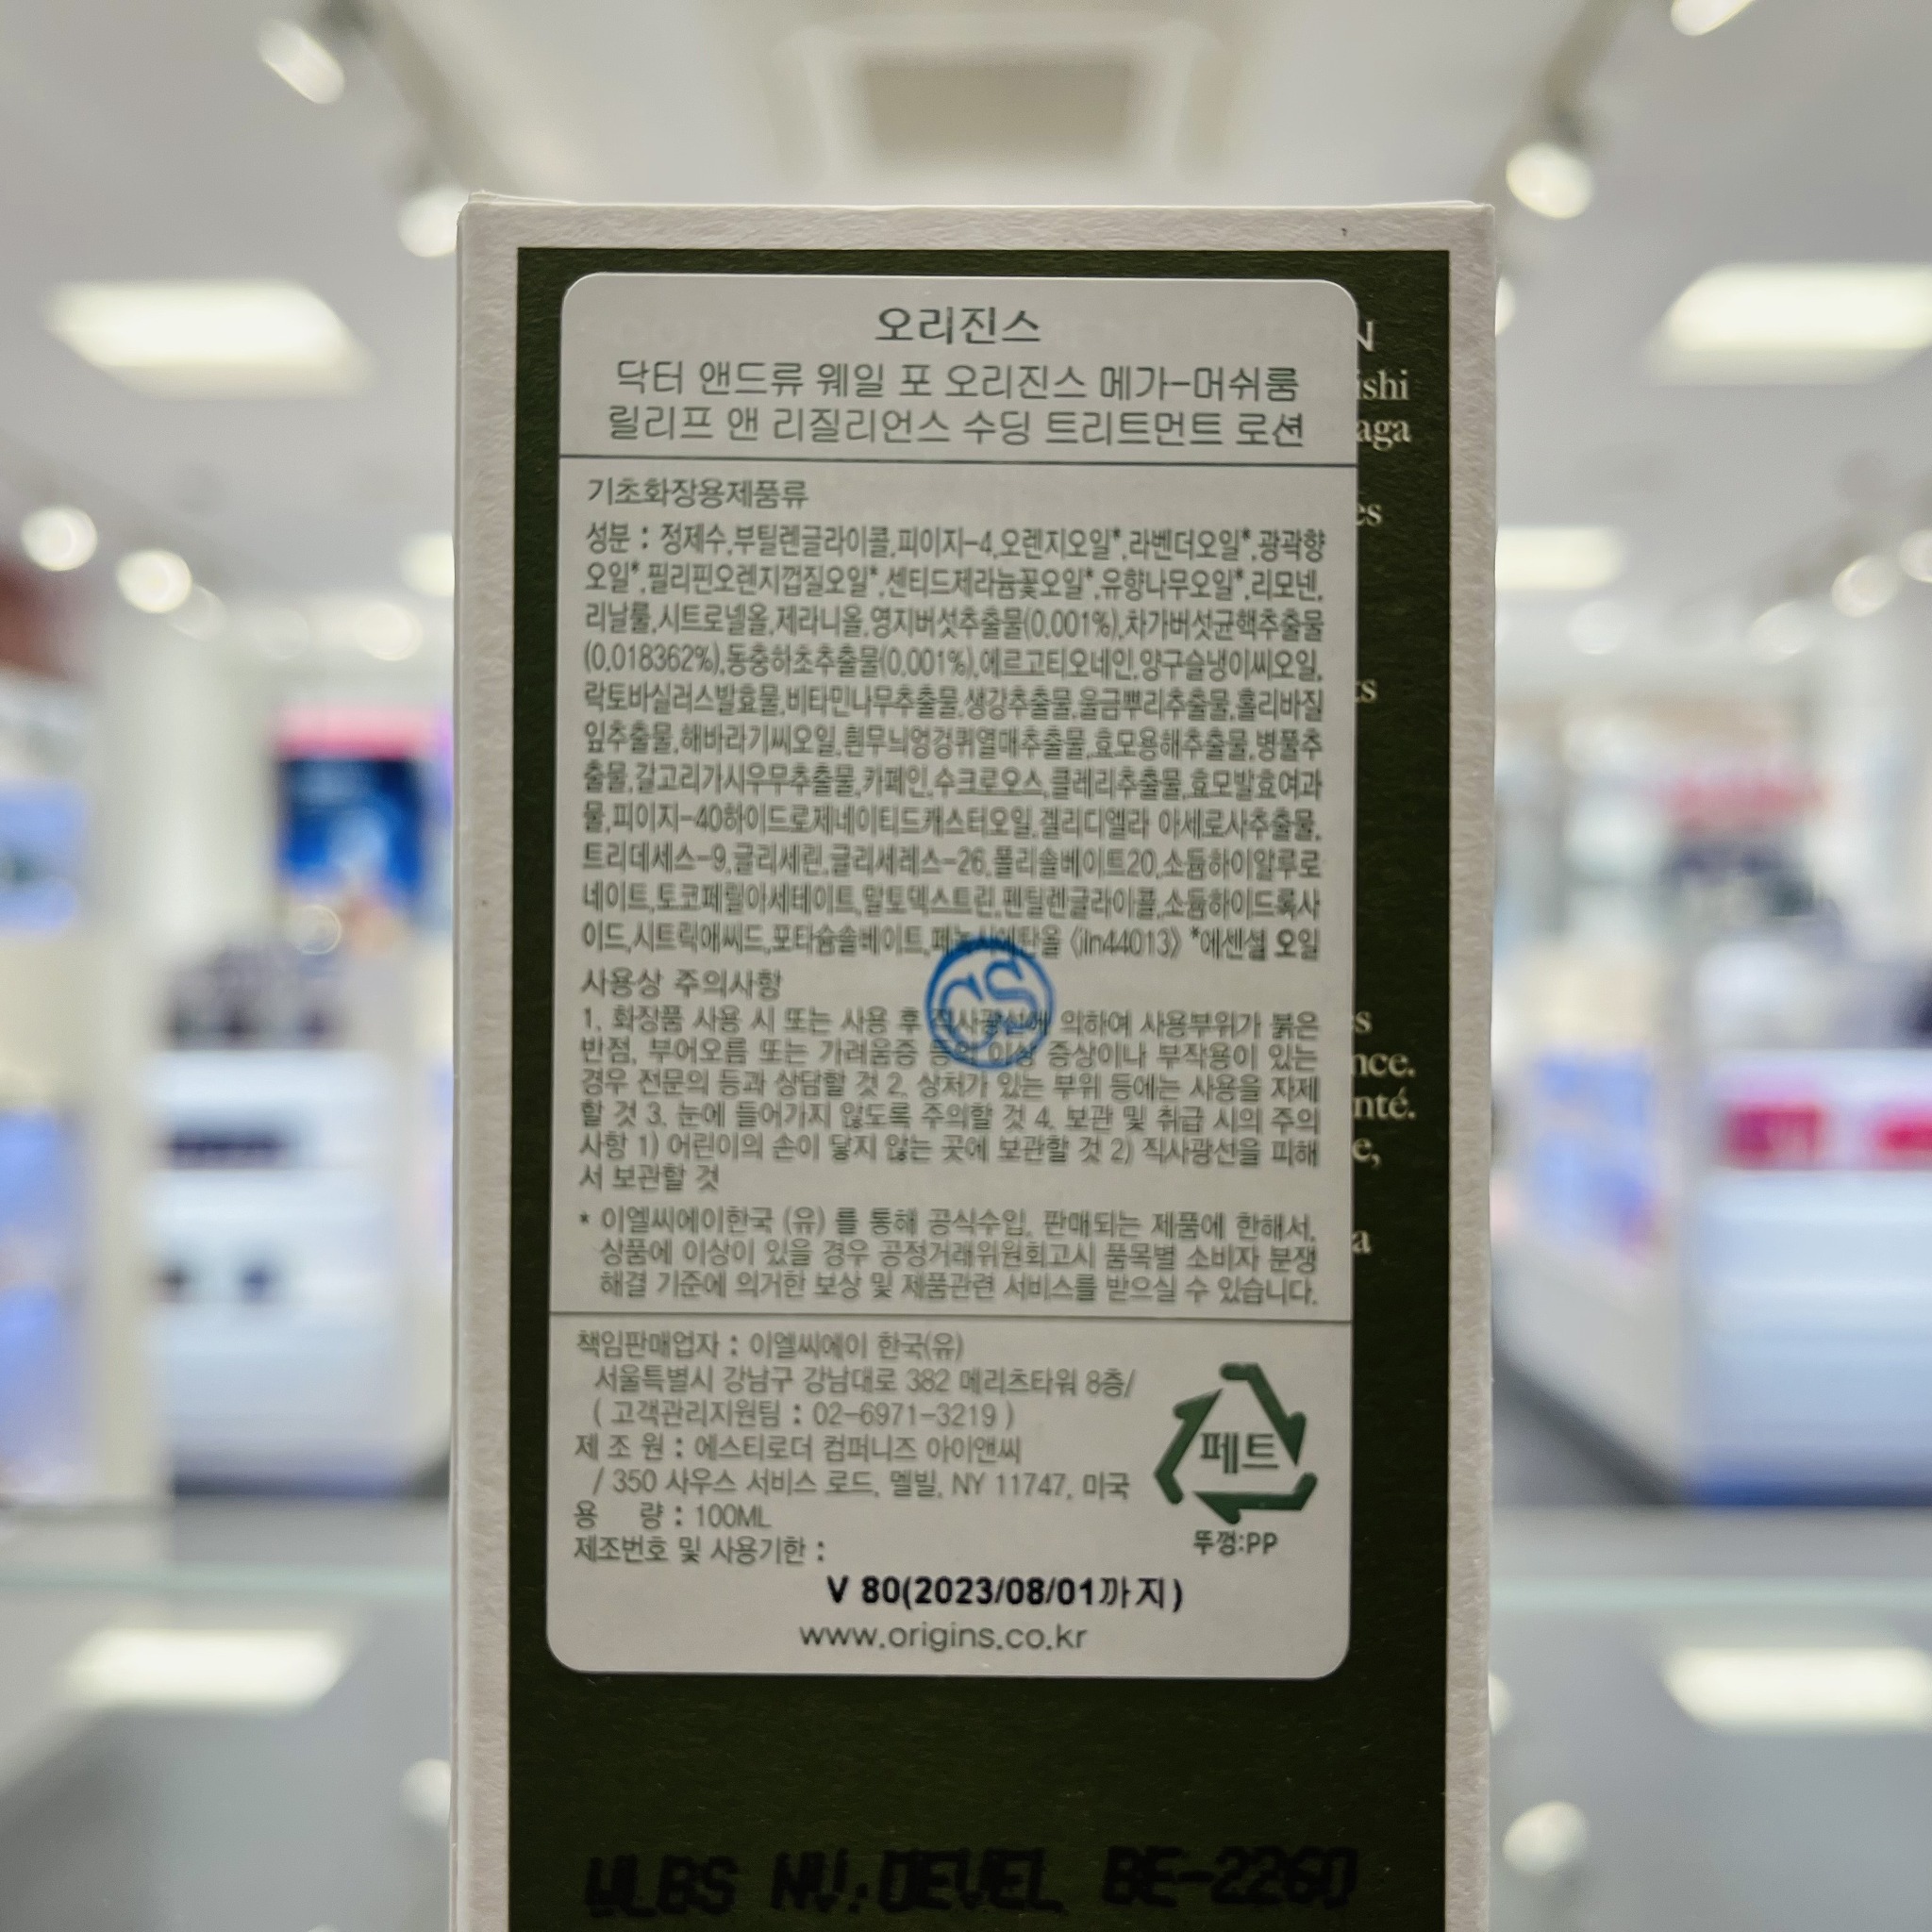 오리진스
닥터 앤드류 웨일 포 오리진스 메가-머쉬룸
릴리프 앤 리질리언스 수딩 트리트먼트 로션
기초화장용제품류
성분 : 정제수,부틸렌글라이콜,피이지-4,오렌지오일*,라벤더오일*,광곽향
오일*,필리핀오렌지껍질오일*,센티드제라늄꽃오일*,유향나무오일*,리모넨,
리날룰,시트로넬올,제라니올,영지버섯추출물(0.001%),차가버섯균핵추출물
(0.018362%),동충하초추출물(0.001%),에르고티오네인,양구슬냉이씨오일,
락토바실러스발효물,비타민나무추출물,생강추출물,울금뿌리추출물,홀리바질
잎추출물,해바라기씨오일,흰무늬엉겅퀴열매추출물,효모용해추출물,병풀추
출물,갈고리가시우무추출물,카페인,수크로오스,클레리추출물,효모발효여과
물,피이지-40하이드로제네이티드캐스터오일,겔리디엘라 아세로사추출물,
트리데세스-9,글리세린,글리세레스-26,폴리솔베이트20,소듐하이알루로
네이트,토코페릴아세테이트,말토덱스트린,펜틸렌글라이콜,소듐하이드록사
이드,시트릭애씨드,포타슘솔베이트,페녹시에탄올 〈iln44013〉 *에센셜 오일
CS
사용상 주의사항
1. 화장품 사용 시 또는 사용 후 직사광선에 의하여 사용부위가 붉은
반점, 부어오름 또는 가려움증 등의 이상 증상이나 부작용이 있는
경우 전문의 등과 상담할 것 2. 상처가 있는 부위 등에는 사용을 자제
할 것 3. 눈에 들어가지 않도록 주의할 것 4. 보관 및 취급 시의 주의
사항 1) 어린이의 손이 닿지 않는 곳에 보관할 것 2) 직사광선을 피해
서 보관할 것
* 이엘씨에이한국 (유) 를 통해 공식수입, 판매되는 제품에 한해서,
상품에 이상이 있을 경우 공정거래위원회고시 품목별 소비자 분쟁
해결 기준에 의거한 보상 및 제품관련 서비스를 받으실 수 있습니다.
책임판매업자 : 이엘씨에이 한국(유)
서울특별시 강남구 강남대로 382 메리츠타워 8층/
( 고객관리지원팀 : 02-6971-3219 )
제 조 원 : 에스티로더 컴퍼니즈 아이앤씨
/ 350 사우스 서비스 로드, 멜빌, NY 11747, 미국
용 량 : 100ML
제조번호 및 사용기한 :
V 80(2023/08/01까지)
www.origins.co.kr
페트
뚜껑:PP
N
ishi
aga
es
ts
s
nce.
nté.
e,
a
WLBS NV.DEVEL BE-2260